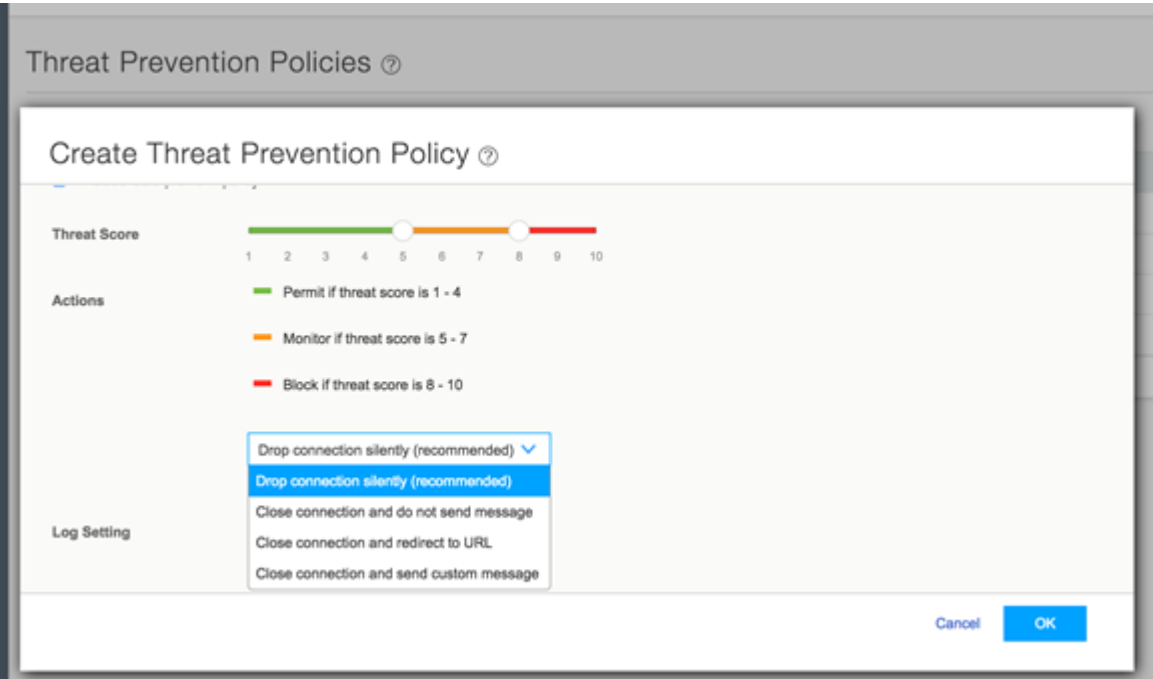 Threat Prevention Policies ?
Create Threat Prevention Policy ?
Threat Score
1 2 3 4 5 6 7 8 9 10
Actions
Permit if threat score is 1 - 4
Monitor if threat score is 5 - 7
Block if threat score is 8 - 10
Drop connection silently (recommended)
Drop connection silently (recommended)
Close connection and do not send message
Log Setting
Close connection and redirect to URL
Close connection and send custom message
Cancel OK